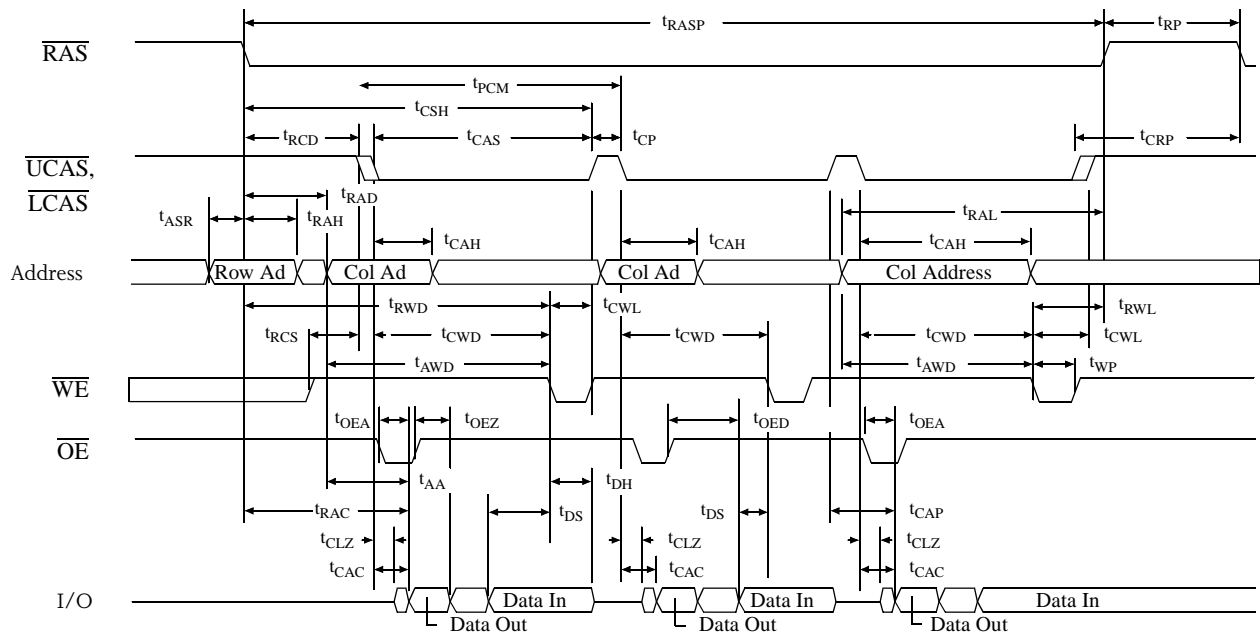 tRASP tRP
RAS
tPCM
tCSH
tRCD tCAS tCP tCRP
UCAS,
LCAS
tRAD
tASR tRAH tRAL
tCAH tCAH tCAH
Address Row Ad Col Ad Col Ad Col Address
tRWD tCWL tRWL
tRCS tCWD tCWD tCWD tCWL
tAWD tAWD tWP
WE
tOEA tOEZ tOED tOEA
OE
tAA tDH
tRAC tDS tDS tCAP
tCLZ tCLZ tCLZ
tCAC tCAC tCAC
I/O Data In Data In Data In
Data Out Data Out Data Out